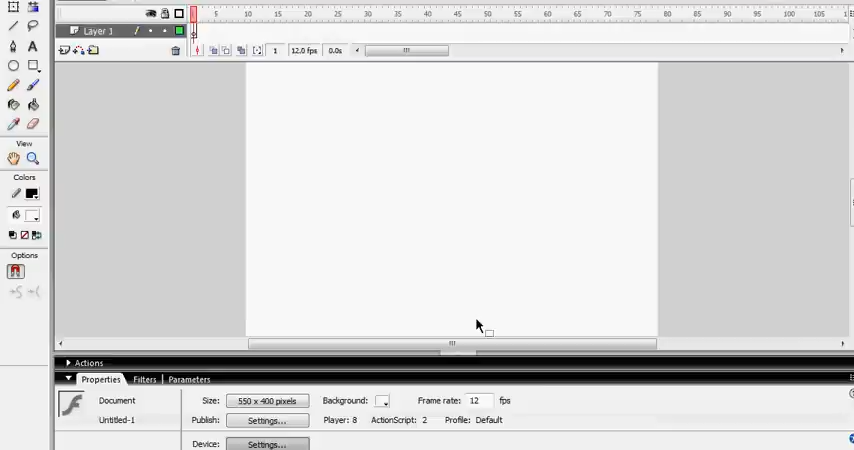 5 10 15 20 25 30 35 40 45 50 55 60 65 70 75 80 85 90 95 100 105
Layer 1
1 12.0 fps 0.0s
A
View
Colors
Options
Actions
Properties Filters Parameters
Document Size: 550 x 400 pixels Background: Frame rate: 12 fps
Untitled-1 Publish: Settings... Player: 8 ActionScript: 2 Profile: Default
Device: Settings...